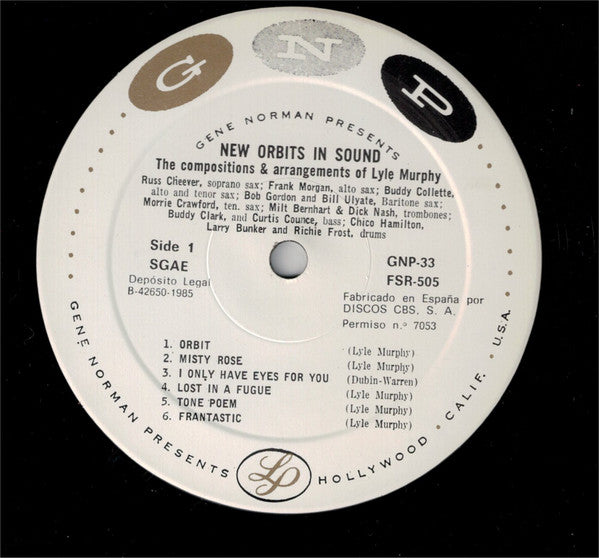 G N P
GENE NORMAN PRESENTS
NEW ORBITS IN SOUND
The compositions & arrangements of Lyle Murphy
Russ Cheever, soprano sax; Frank Morgan, alto sax; Buddy Collette,
alto and tenor sax; Bob Gordon and Bill Ulyate, Baritone sax;
Morrie Crawford, ten. sax; Milt Bernhart & Dick Nash, trombones;
Buddy Clark, and Curtis Counce, bass; Chico Hamilton,
Larry Bunker and Richie Frost, drums
Side 1
SGAE
Depósito Legal
B-42650-1985
GNP-33
FSR-505
Fabricado en España por
DISCOS CBS. S. A.
Permiso n.º 7053
1. ORBIT (Lyle Murphy)
2. MISTY ROSE (Lyle Murphy)
3. I ONLY HAVE EYES FOR YOU (Dubin-Warren)
4. LOST IN A FUGUE (Lyle Murphy)
5. TONE POEM (Lyle Murphy)
6. FRANTASTIC (Lyle Murphy)
GENE NORMAN PRESENTS LP HOLLYWOOD • CALIF. • U.S.A.